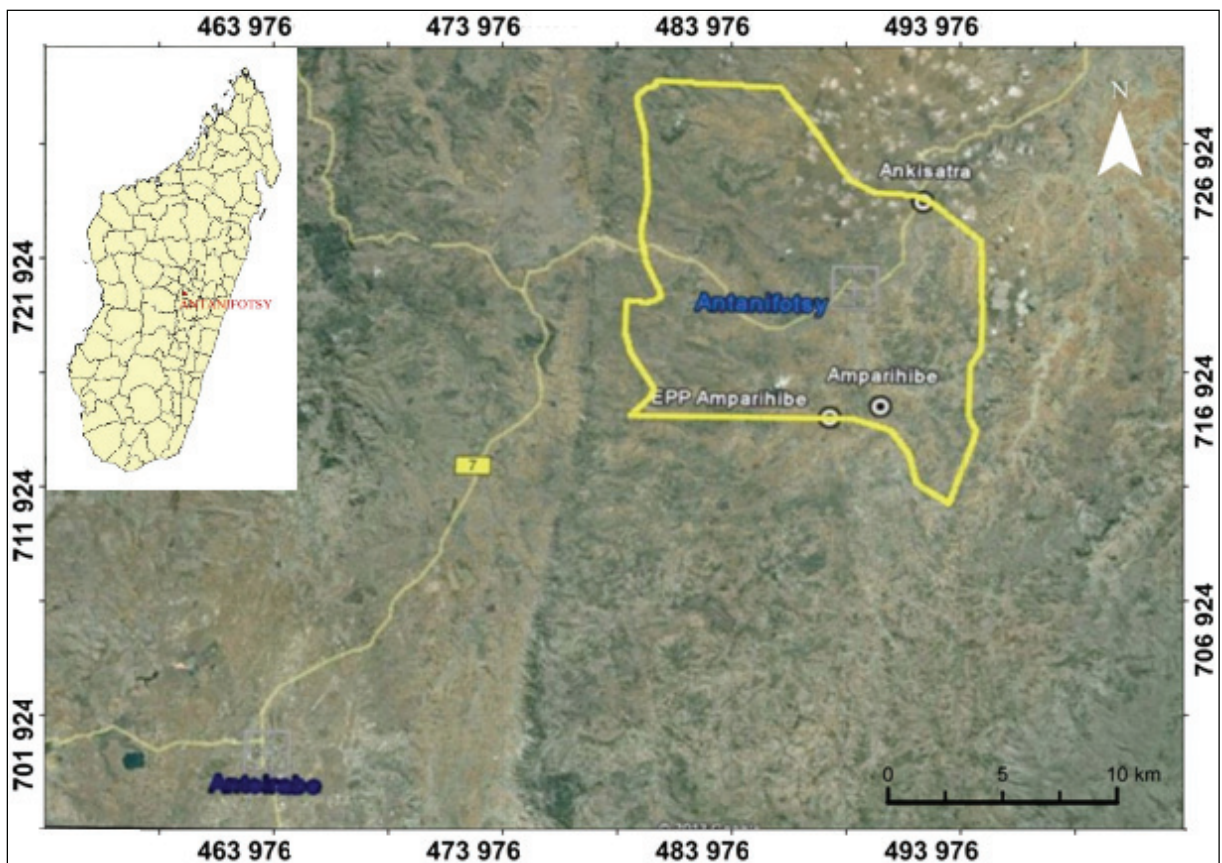 463 976 473 976 483 976 493 976
N
726 924
Ankisatra
721 924
ANTANIFOTSY
Antanifotsy
716 924
Amparihibe
EPP Amparihibe
7
711 924
706 924
701 924
Antsirabe
0 5 10 km
463 976 473 976 483 976 493 976